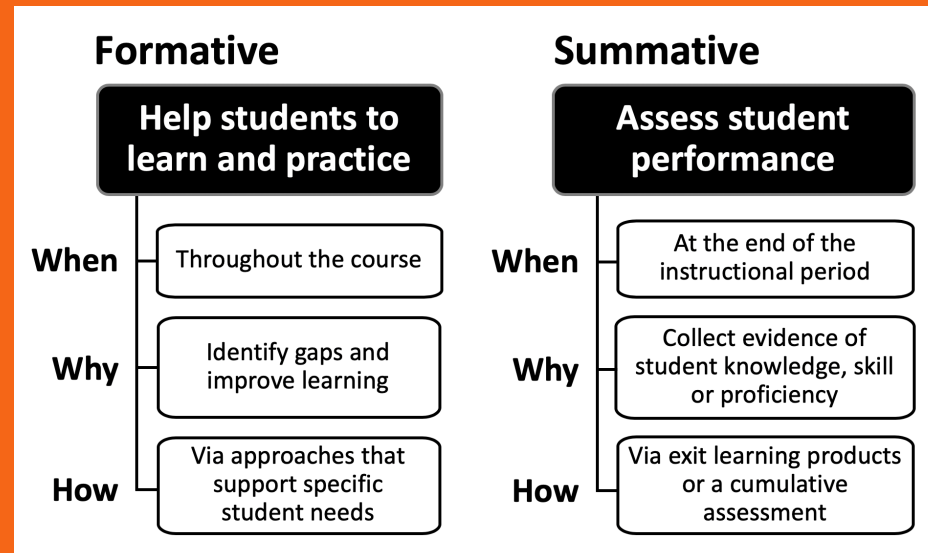 Formative
Help students to
learn and practice
When
Throughout the course
Why
Identify gaps and
improve learning
How
Via approaches that
support specific
student needs
Summative
Assess student
performance
When
At the end of the
instructional period
Why
Collect evidence of
student knowledge, skill
or proficiency
How
Via exit learning products
or a cumulative
assessment